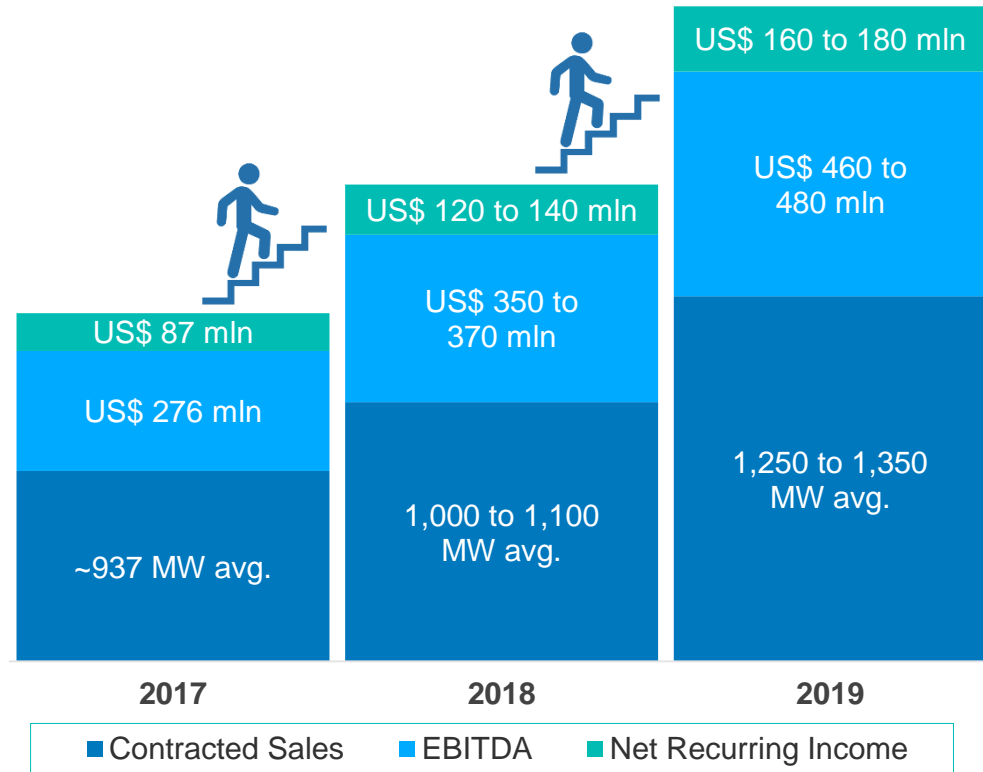 US$ 160 to 180 mln
US$ 460 to
480 mln
US$ 120 to 140 mln
US$ 350 to
370 mln
US$ 87 mln
US$ 276 mln
1,250 to 1,350
MW avg.
1,000 to 1,100
MW avg.
~937 MW avg.
2017
2018
2019
Contracted Sales
EBITDA
Net Recurring Income